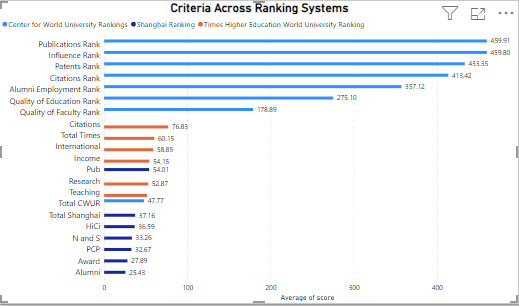 Criteria Across Ranking Systems
Center for World University Rankings Shanghai Ranking Times Higher Education World University Ranking
Publications Rank 459.91
Influence Rank 459.80
Patents Rank 433.35
Citations Rank 413.42
Alumni Employment Rank 357.12
Quality of Education Rank 275.10
Quality of Faculty Rank 178.89
Citations 76.83
Total Times 60.15
International 58.85
Income 54.15
Pub 54.01
Research 52.87
Teaching
Total CWUR 47.77
Total Shanghai 37.16
HiCi 36.59
N and S 33.26
PCP 32.67
Award 27.89
Alumni 25.43
0 100 200 300 400
Average of score